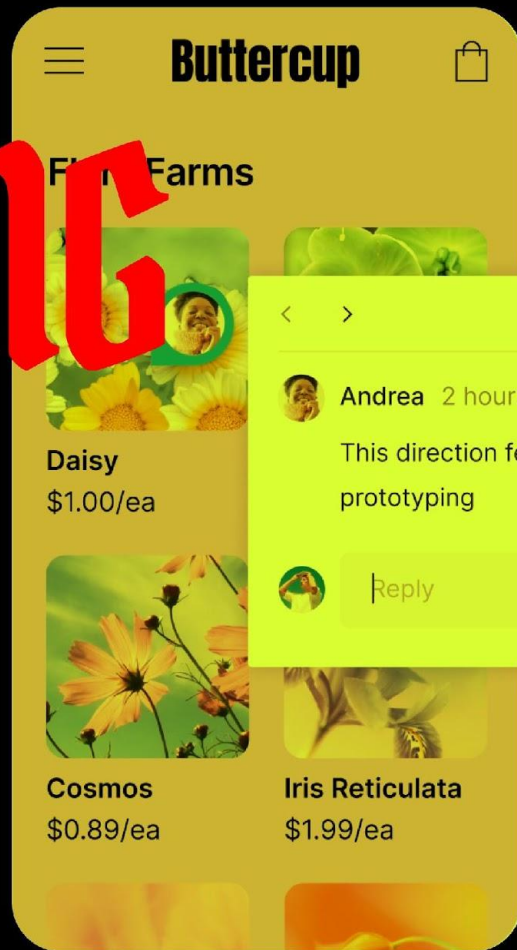 Buttercup
Farms
Daisy
$1.00/ea
Andrea 2 hour
This direction
prototyping
Reply
Cosmos
$0.89/ea
Iris Reticulata
$1.99/ea